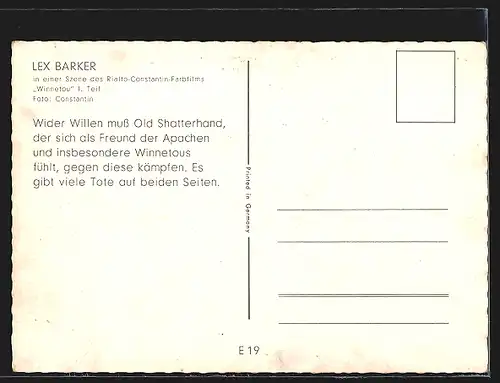 LEX BARKER
in einer Szene des Rialto-Constantin-Farbfilms
„Winnetou" I. Teil
Foto: Constantin
Wider Willen muß Old Shatterhand,
der sich als Freund der Apachen
und insbesondere Winnetous
fühlt, gegen diese kämpfen. Es
gibt viele Tote auf beiden Seiten.
Printed in Germany
E 19